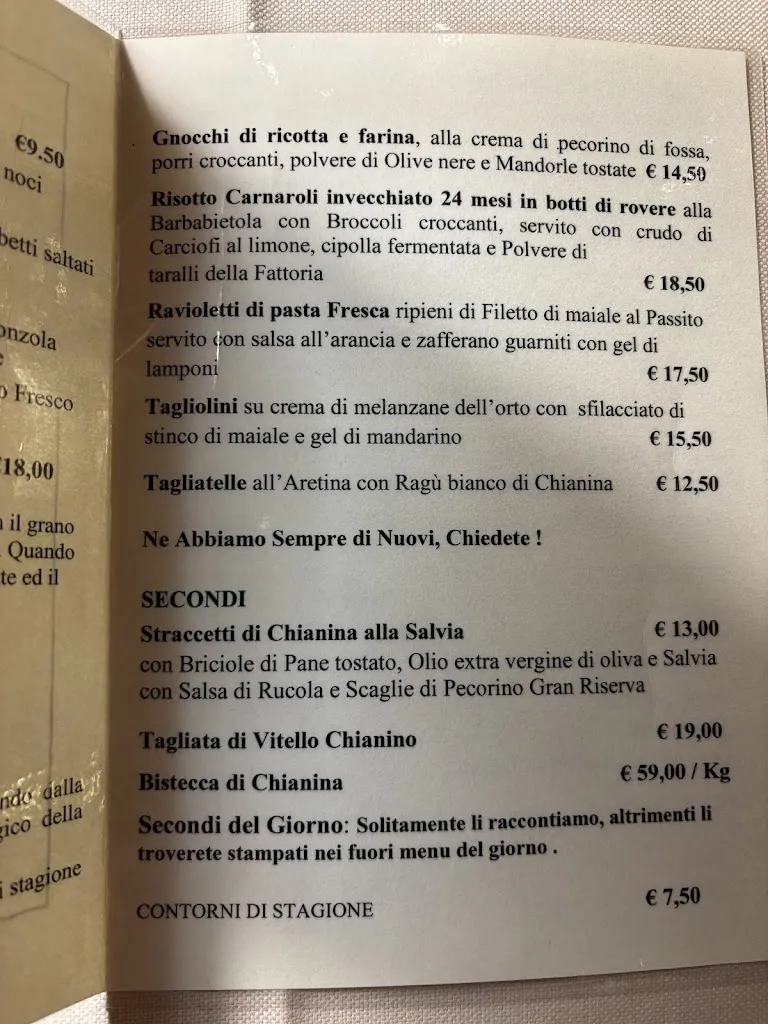 €9.50
noci
saltati
Fresco
18,00
il grano
Quando
ed il
dalla
della
stagione
Gnocchi di ricotta e farina, alla crema di pecorino di fossa,
porri croccanti, polvere di Olive nere e Mandorle tostate € 14,50
Risotto Carnaroli invecchiato 24 mesi in botti di rovere alla
Barbabietola con Broccoli croccanti, servito con crudo di
Carciofi al limone, cipolla fermentata e Polvere di
taralli della Fattoria € 18,50
Ravioletti di pasta Fresca ripieni di Filetto di maiale al Passito
servito con salsa all'arancia e zafferano guarniti con gel di
lamponi € 17,50
Tagliolini su crema di melanzane dell'orto con sfilacciato di
stinco di maiale e gel di mandarino € 15,50
Tagliatelle all'Aretina con Ragù bianco di Chianina € 12,50
Ne Abbiamo Sempre di Nuovi, Chiedete !
SECONDI
Straccetti di Chianina alla Salvia € 13,00
con Briciole di Pane tostato, Olio extra vergine di oliva e Salvia
con Salsa di Rucola e Scaglie di Pecorino Gran Riserva
Tagliata di Vitello Chianino € 19,00
Bistecca di Chianina € 59,00 / Kg
Secondi del Giorno: Solitamente li raccontiamo, altrimenti li
troverete stampati nei fuori menu del giorno .
CONTORNI DI STAGIONE € 7,50